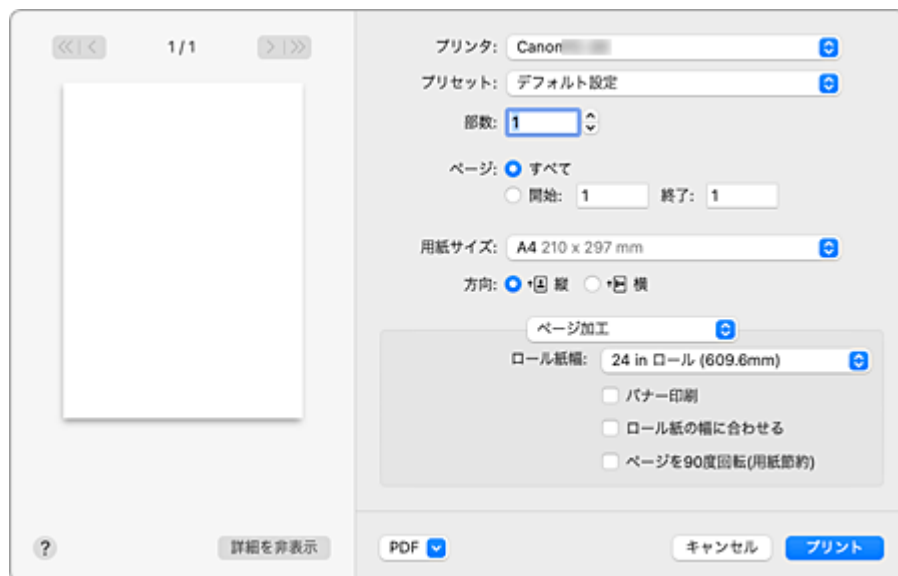 1 / 1
プリンタ: Canon
プリセット: デフォルト設定
部数: 1
ページ: すべて
開始: 1 終了: 1
用紙サイズ: A4 210 x 297 mm
方向: 縦 横
ページ加工
ロール紙幅: 24 in ロール (609.6mm)
バナー印刷
ロール紙の幅に合わせる
ページを90度回転(用紙節約)
? 詳細を非表示 PDF キャンセル プリント